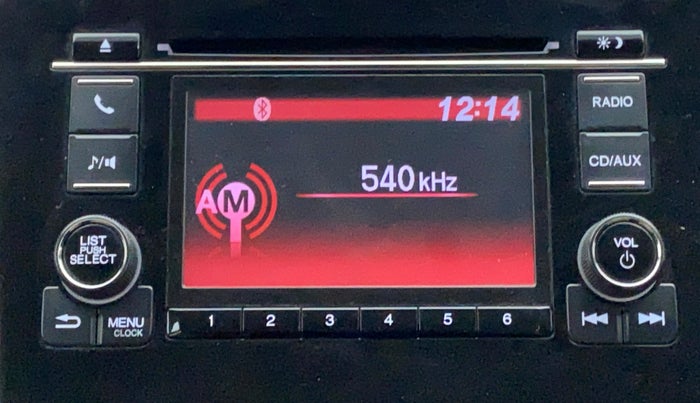 12:14
RADIO
540 kHz
CD/AUX
AM
LIST
PUSH
SELECT
VOL
MENU
CLOCK
1 2 3 4 5 6